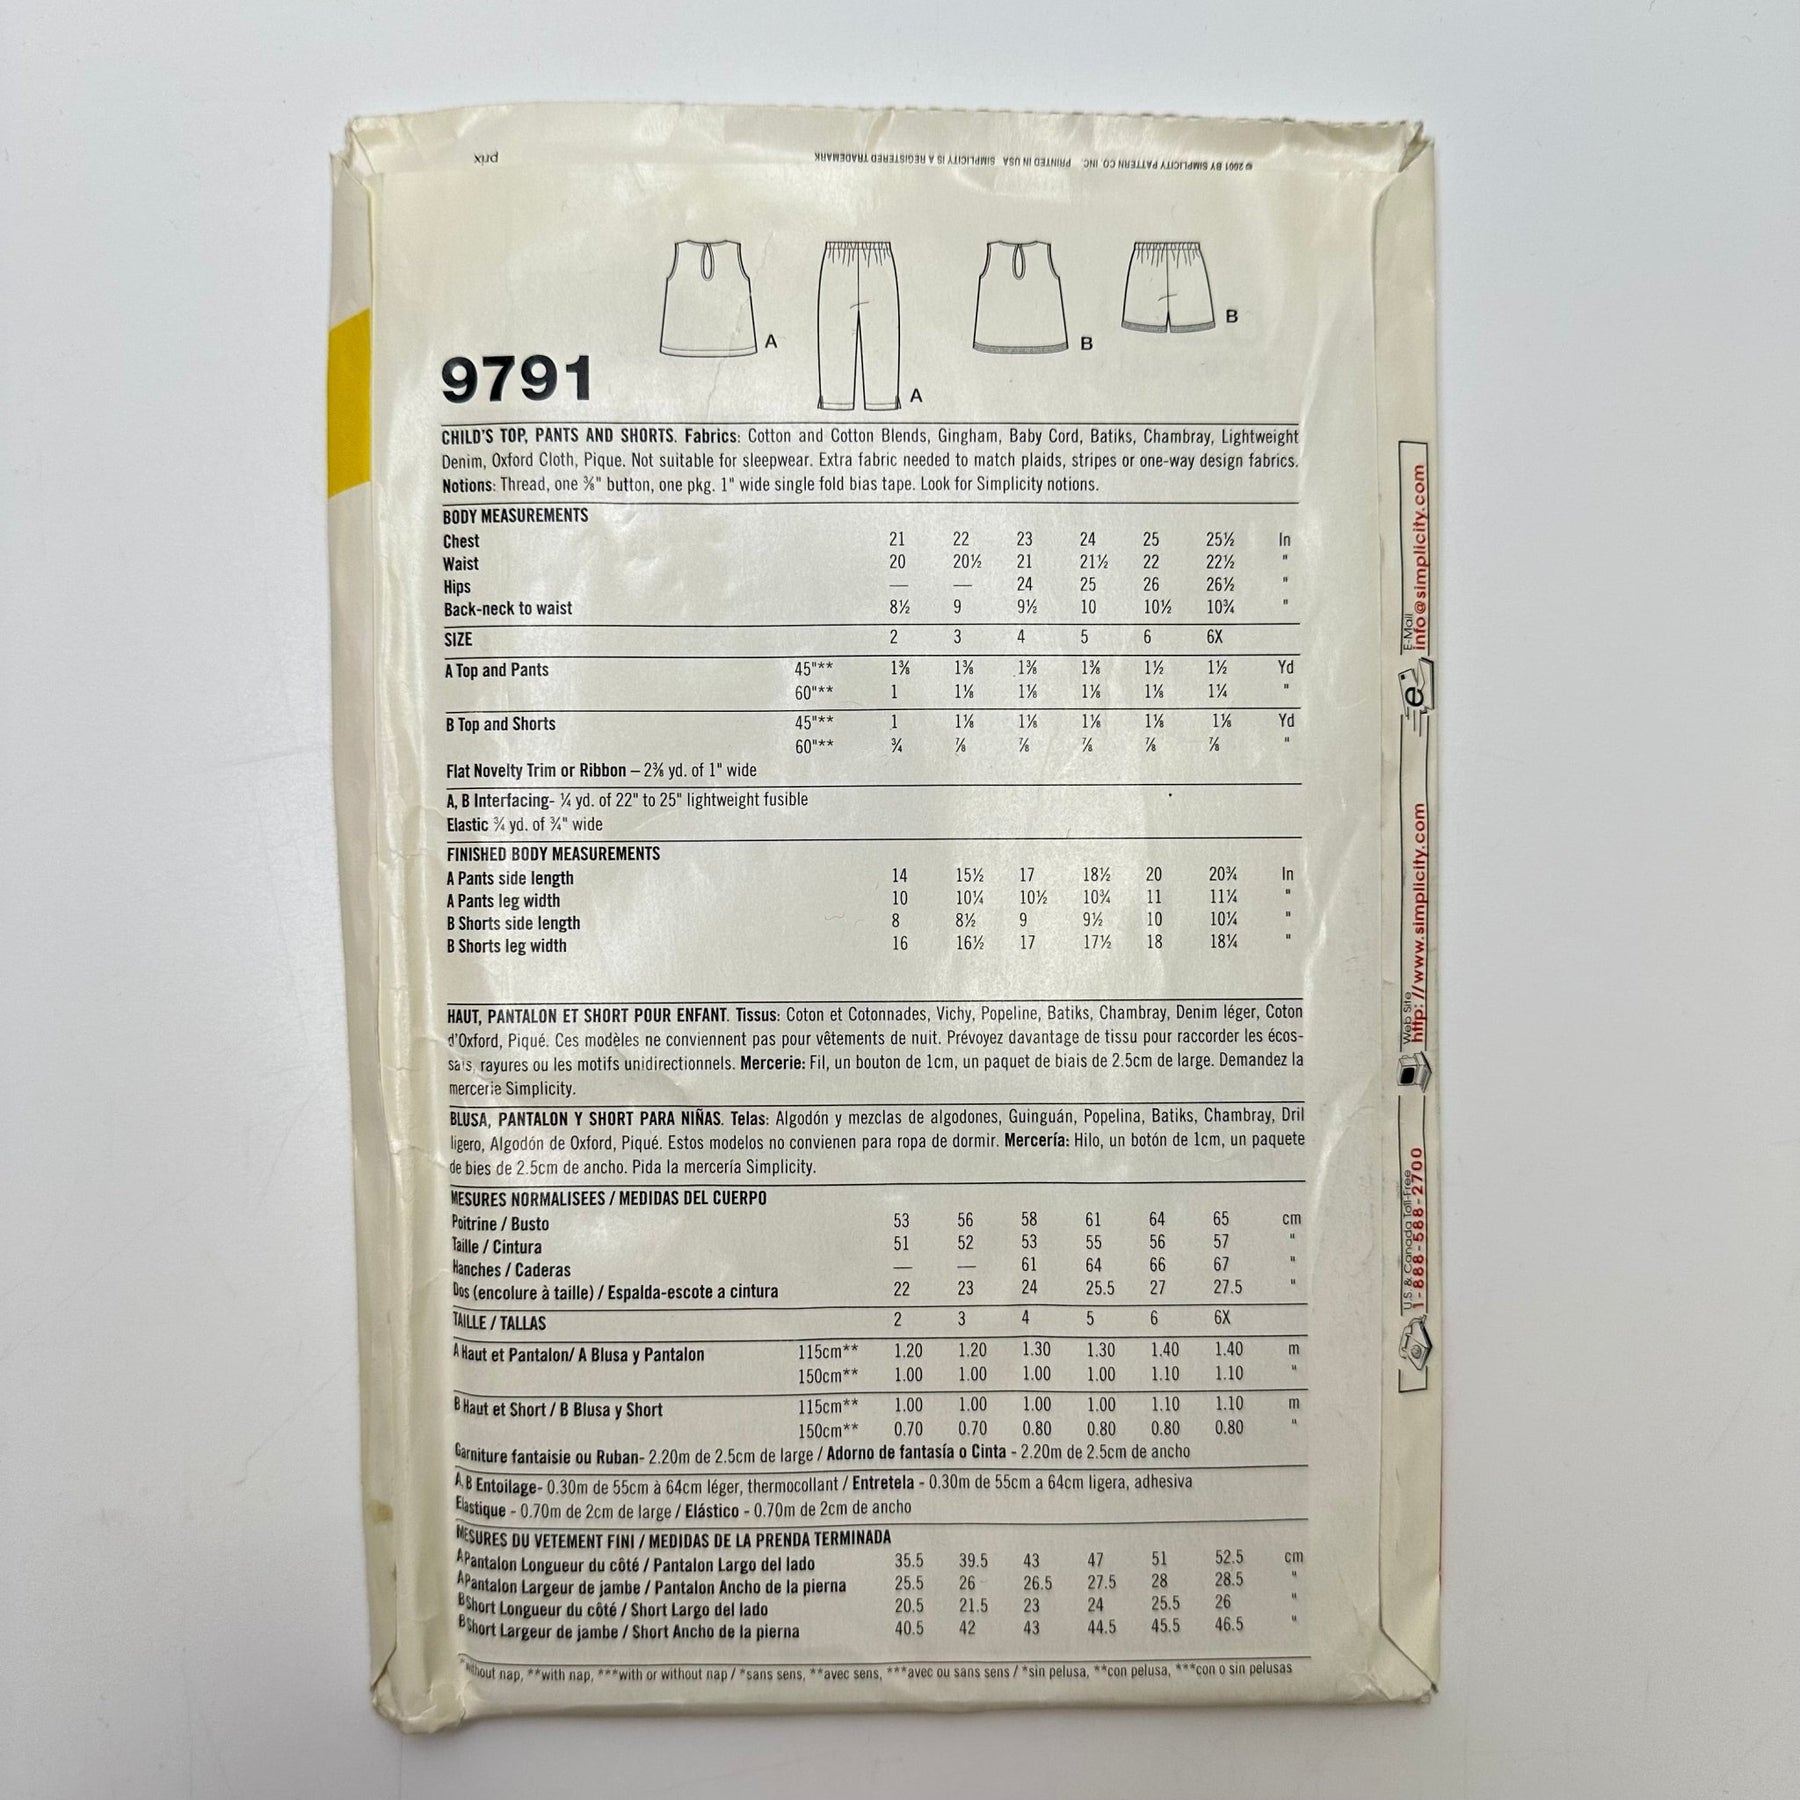 prix
© 2001 BY SIMPLICITY PATTERN CO. INC. PRINTED IN USA SIMPLICITY IS A REGISTERED TRADEMARK
A
A
B
B
9791
CHILD'S TOP, PANTS AND SHORTS. Fabrics: Cotton and Cotton Blends, Gingham, Baby Cord, Batiks, Chambray, Lightweight
Denim, Oxford Cloth, Pique. Not suitable for sleepwear. Extra fabric needed to match plaids, stripes or one-way design fabrics.
Notions: Thread, one ⅜" button, one pkg. 1" wide single fold bias tape. Look for Simplicity notions.
BODY MEASUREMENTS
Chest 21 22 23 24 25 25½ In
Waist 20 20½ 21 21½ 22 22½ "
Hips — — 24 25 26 26½ "
Back-neck to waist 8½ 9 9½ 10 10½ 10¾ "
SIZE 2 3 4 5 6 6X
A Top and Pants 45"** 1⅜ 1⅜ 1⅜ 1⅜ 1½ 1½ Yd
60"** 1 1⅛ 1⅛ 1⅛ 1⅛ 1¼ "
B Top and Shorts 45"** 1 1⅛ 1⅛ 1⅛ 1⅛ 1⅛ Yd
60"** ¾ ⅞ ⅞ ⅞ ⅞ ⅞ "
Flat Novelty Trim or Ribbon – 2⅜ yd. of 1" wide
A, B Interfacing- ¼ yd. of 22" to 25" lightweight fusible
Elastic ¾ yd. of ¾" wide
FINISHED BODY MEASUREMENTS
A Pants side length 14 15½ 17 18½ 20 20¾ In
A Pants leg width 10 10¼ 10½ 10¾ 11 11¼ "
B Shorts side length 8 8½ 9 9½ 10 10¼ "
B Shorts leg width 16 16½ 17 17½ 18 18¼ "
HAUT, PANTALON ET SHORT POUR ENFANT. Tissus: Coton et Cotonnades, Vichy, Popeline, Batiks, Chambray, Denim léger, Coton
d'Oxford, Piqué. Ces modèles ne conviennent pas pour vêtements de nuit. Prévoyez davantage de tissu pour raccorder les écos-
sais, rayures ou les motifs unidirectionnels. Mercerie: Fil, un bouton de 1cm, un paquet de biais de 2.5cm de large. Demandez la
mercerie Simplicity.
BLUSA, PANTALON Y SHORT PARA NIÑAS. Telas: Algodón y mezclas de algodones, Guinguán, Popelina, Batiks, Chambray, Dril
ligero, Algodón de Oxford, Piqué. Estos modelos no convienen para ropa de dormir. Mercería: Hilo, un botón de 1cm, un paquete
de bies de 2.5cm de ancho. Pida la mercería Simplicity.
MESURES NORMALISEES / MEDIDAS DEL CUERPO
Poitrine / Busto 53 56 58 61 64 65 cm
Taille / Cintura 51 52 53 55 56 57 "
Hanches / Caderas — — 61 64 66 67 "
Dos (encolure à taille) / Espalda-escote a cintura 22 23 24 25.5 27 27.5 "
TAILLE / TALLAS 2 3 4 5 6 6X
A Haut et Pantalon/ A Blusa y Pantalon 115cm** 1.20 1.20 1.30 1.30 1.40 1.40 m
150cm** 1.00 1.00 1.00 1.00 1.10 1.10 "
B Haut et Short / B Blusa y Short 115cm** 1.00 1.00 1.00 1.00 1.10 1.10 m
150cm** 0.70 0.70 0.80 0.80 0.80 0.80 "
Garniture fantaisie ou Ruban- 2.20m de 2.5cm de large / Adorno de fantasía o Cinta - 2.20m de 2.5cm de ancho
A,B Entoilage- 0.30m de 55cm à 64cm léger, thermocollant / Entretela - 0.30m de 55cm a 64cm ligera, adhesiva
Elastique - 0.70m de 2cm de large / Elástico - 0.70m de 2cm de ancho
MESURES DU VETEMENT FINI / MEDIDAS DE LA PRENDA TERMINADA
A Pantalon Longueur du côté / Pantalon Largo del lado 35.5 39.5 43 47 51 52.5 cm
A Pantalon Largeur de jambe / Pantalon Ancho de la pierna 25.5 26 26.5 27.5 28 28.5 "
B Short Longueur du côté / Short Largo del lado 20.5 21.5 23 24 25.5 26 "
B Short Largeur de jambe / Short Ancho de la pierna 40.5 42 43 44.5 45.5 46.5 "
*without nap, **with nap, ***with or without nap / *sans sens, **avec sens, ***avec ou sans sens / *sin pelusa, **con pelusa, ***con o sin pelusas
E-Mail
info@simplicity.com
e
Web Site
http://www.simplicity.com
U.S. & Canada Toll-Free
1-888-588-2700